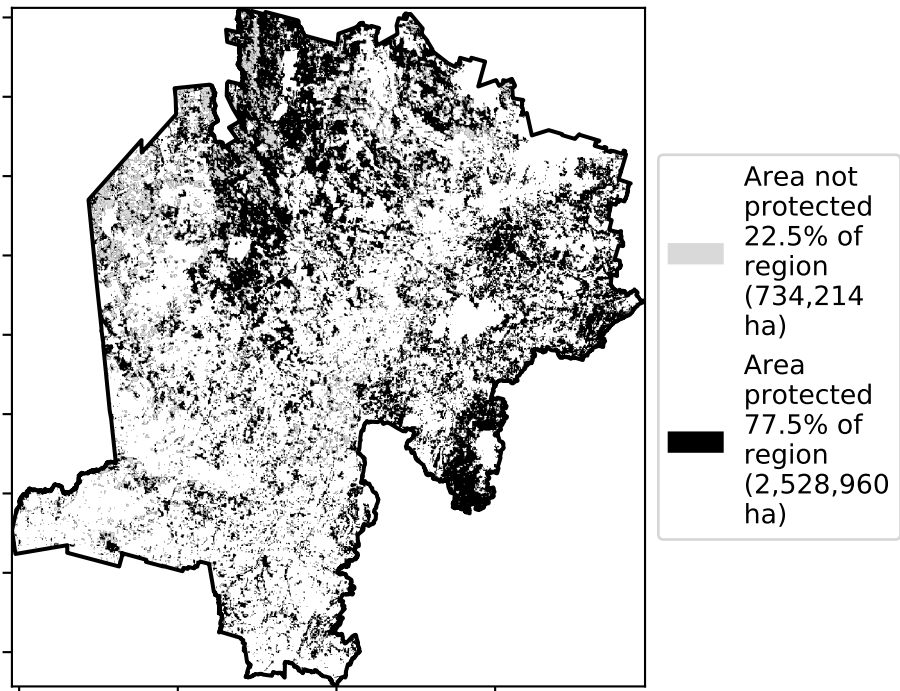 Area not
protected
22.5% of
region
(734,214
ha)
Area
protected
77.5% of
region
(2,528,960
ha)